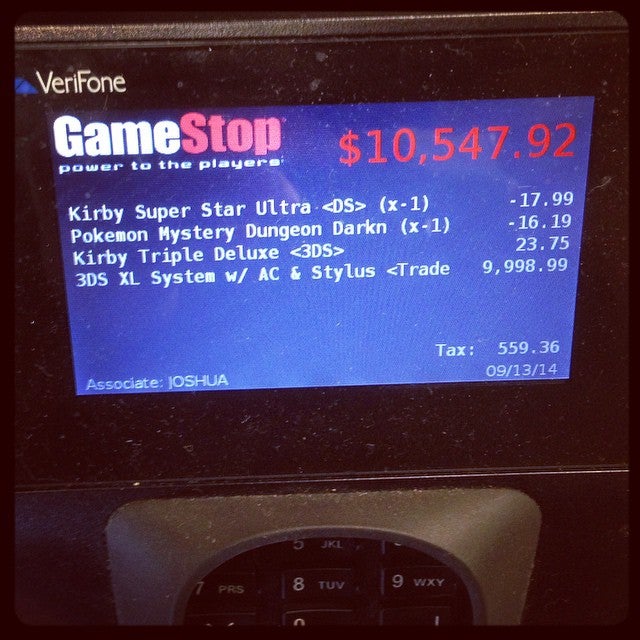 VeriFone
GameStop
power to the players
$10,547.92
Kirby Super Star Ultra <DS> (x-1) -17.99
Pokemon Mystery Dungeon Darkn (x-1) -16.19
Kirby Triple Deluxe <3DS> 23.75
3DS XL System w/ AC & Stylus <Trade 9,998.99
Tax: 559.36
Associate: JOSHUA 09/13/14
5 JKL
7 PRS 8 TUV 9 WXY